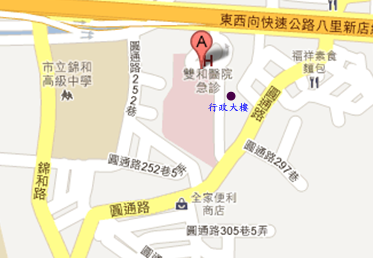 東西向快速公路八里新店
A
H
福祥素食
麵包
市立錦和
高級中學
雙和醫院
急診
行政大樓
圓通路252巷
圓通路
圓通路252巷5
圓通路297巷
錦和路
圓通路
全家便利
商店
圓通路305巷5弄